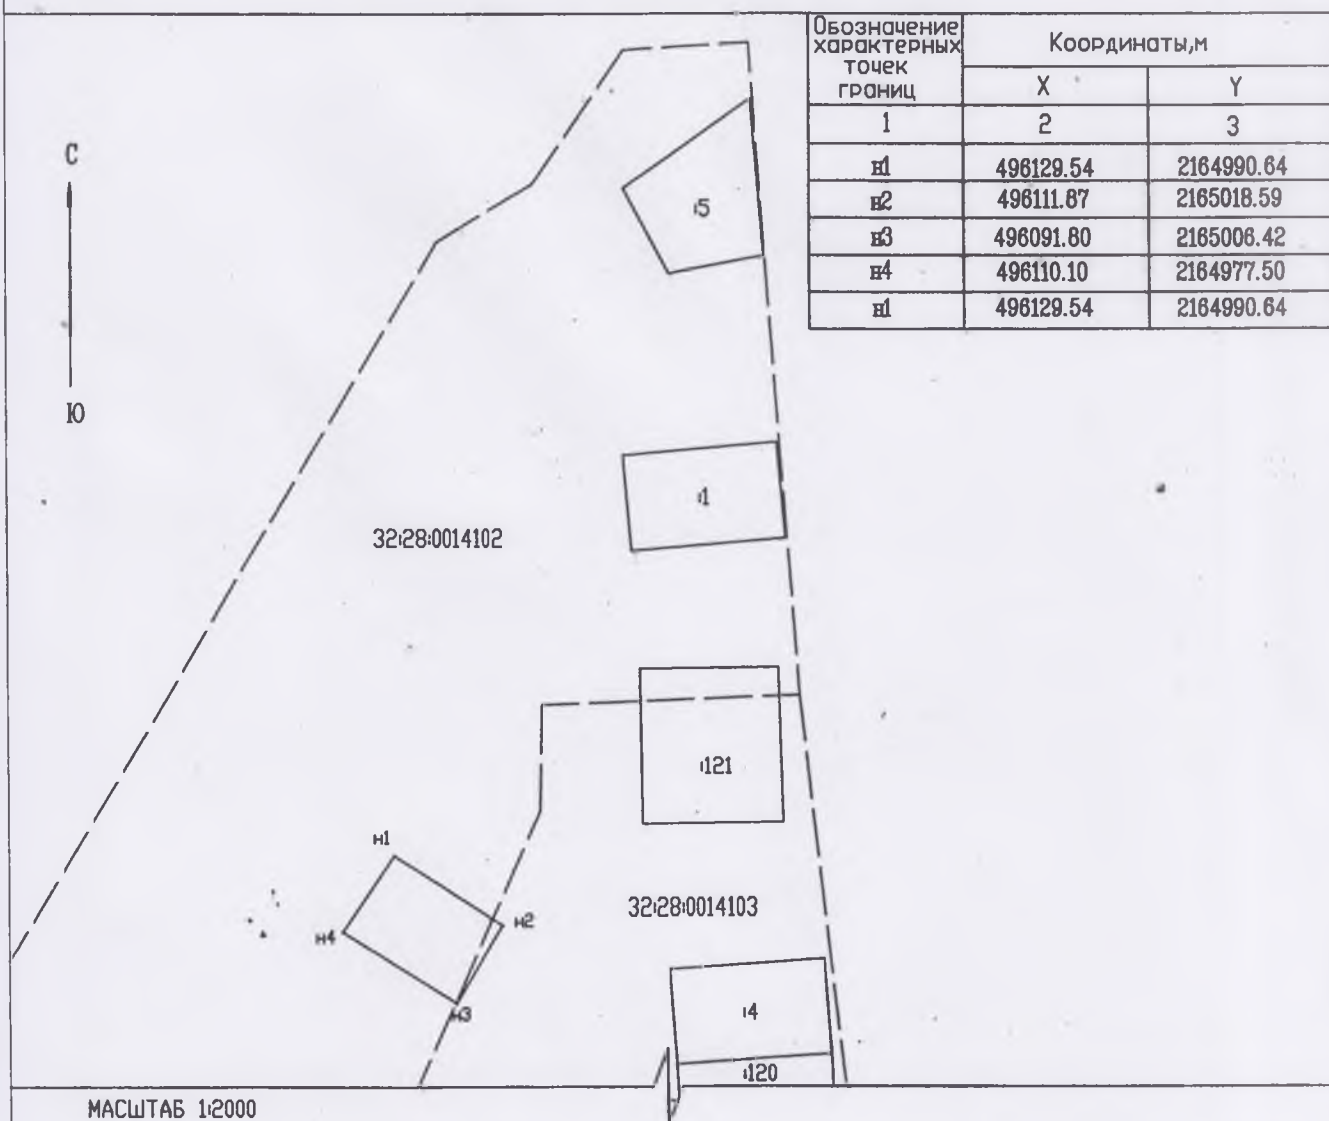 Обозначение характерных точек границ
Координаты,м
X
Y
1
2
3
н1
496129.54
2164990.64
н2
496111.87
2165018.59
н3
496091.80
2165006.42
н4
496110.10
2164977.50
н1
496129.54
2164990.64
С
Ю
:5
:1
32:28:0014102
:121
н1
н2
н4
н3
32:28:0014103
:4
:120
МАСШТАБ 1:2000